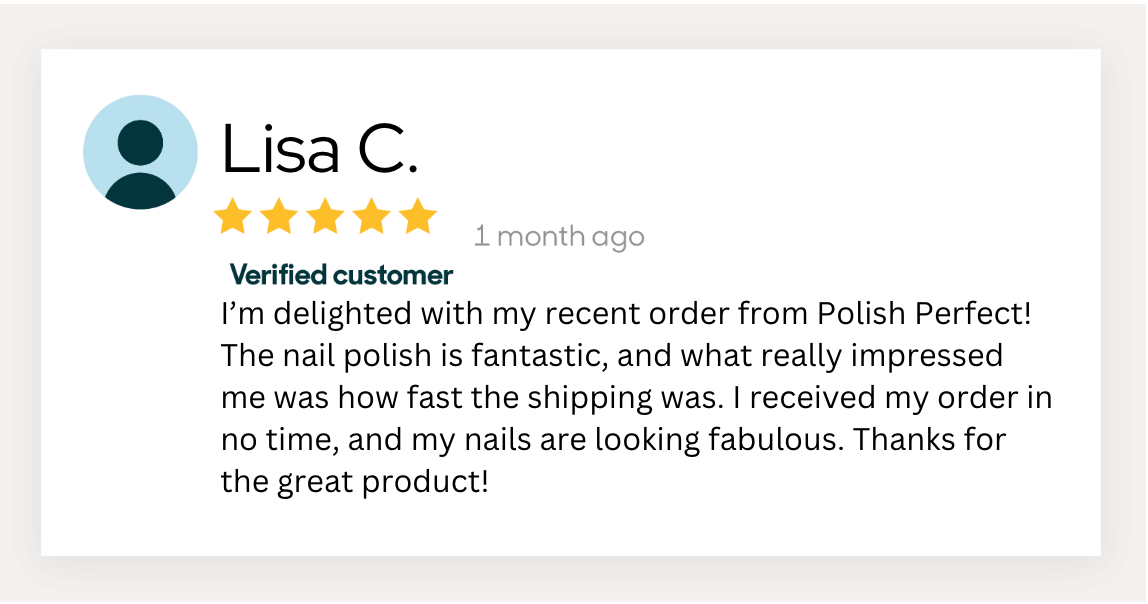 Lisa C.
1 month ago
Verified customer
I’m delighted with my recent order from Polish Perfect!
The nail polish is fantastic, and what really impressed
me was how fast the shipping was. I received my order in
no time, and my nails are looking fabulous. Thanks for
the great product!